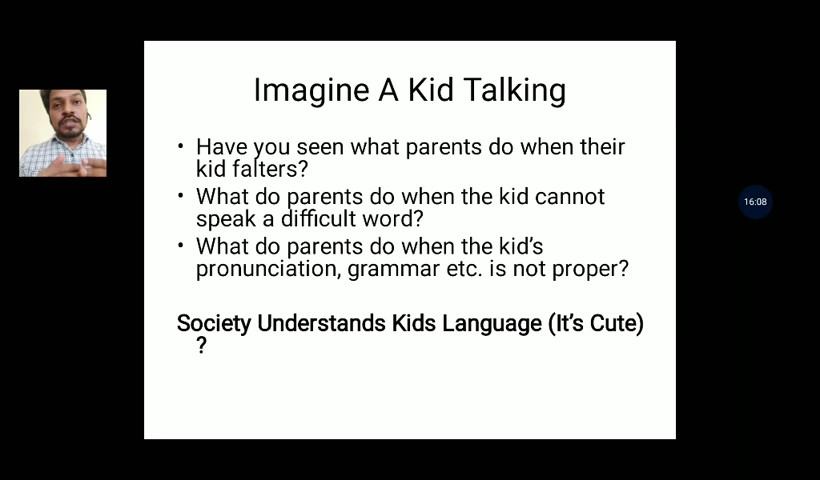 Imagine A Kid Talking
• Have you seen what parents do when their
kid falters?
• What do parents do when the kid cannot
speak a difficult word?
• What do parents do when the kid’s
pronunciation, grammar etc. is not proper?
Society Understands Kids Language (It’s Cute)
?
16:08